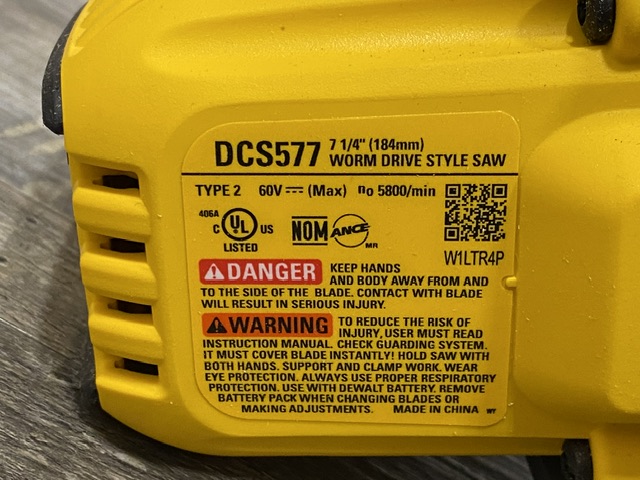 DCS577 7 1/4" (184mm)
WORM DRIVE STYLE SAW
TYPE 2 60V⎓ (Max) no 5800/min
406A
C UL US
LISTED
NOM ANCE MR
W1LTR4P
DANGER KEEP HANDS
AND BODY AWAY FROM AND
TO THE SIDE OF THE BLADE. CONTACT WITH BLADE
WILL RESULT IN SERIOUS INJURY.
WARNING TO REDUCE THE RISK OF
INJURY, USER MUST READ
INSTRUCTION MANUAL. CHECK GUARDING SYSTEM.
IT MUST COVER BLADE INSTANTLY! HOLD SAW WITH
BOTH HANDS. SUPPORT AND CLAMP WORK. WEAR
EYE PROTECTION. ALWAYS USE PROPER RESPIRATORY
PROTECTION. USE WITH DEWALT BATTERY. REMOVE
BATTERY PACK WHEN CHANGING BLADES OR
MAKING ADJUSTMENTS. MADE IN CHINA WY